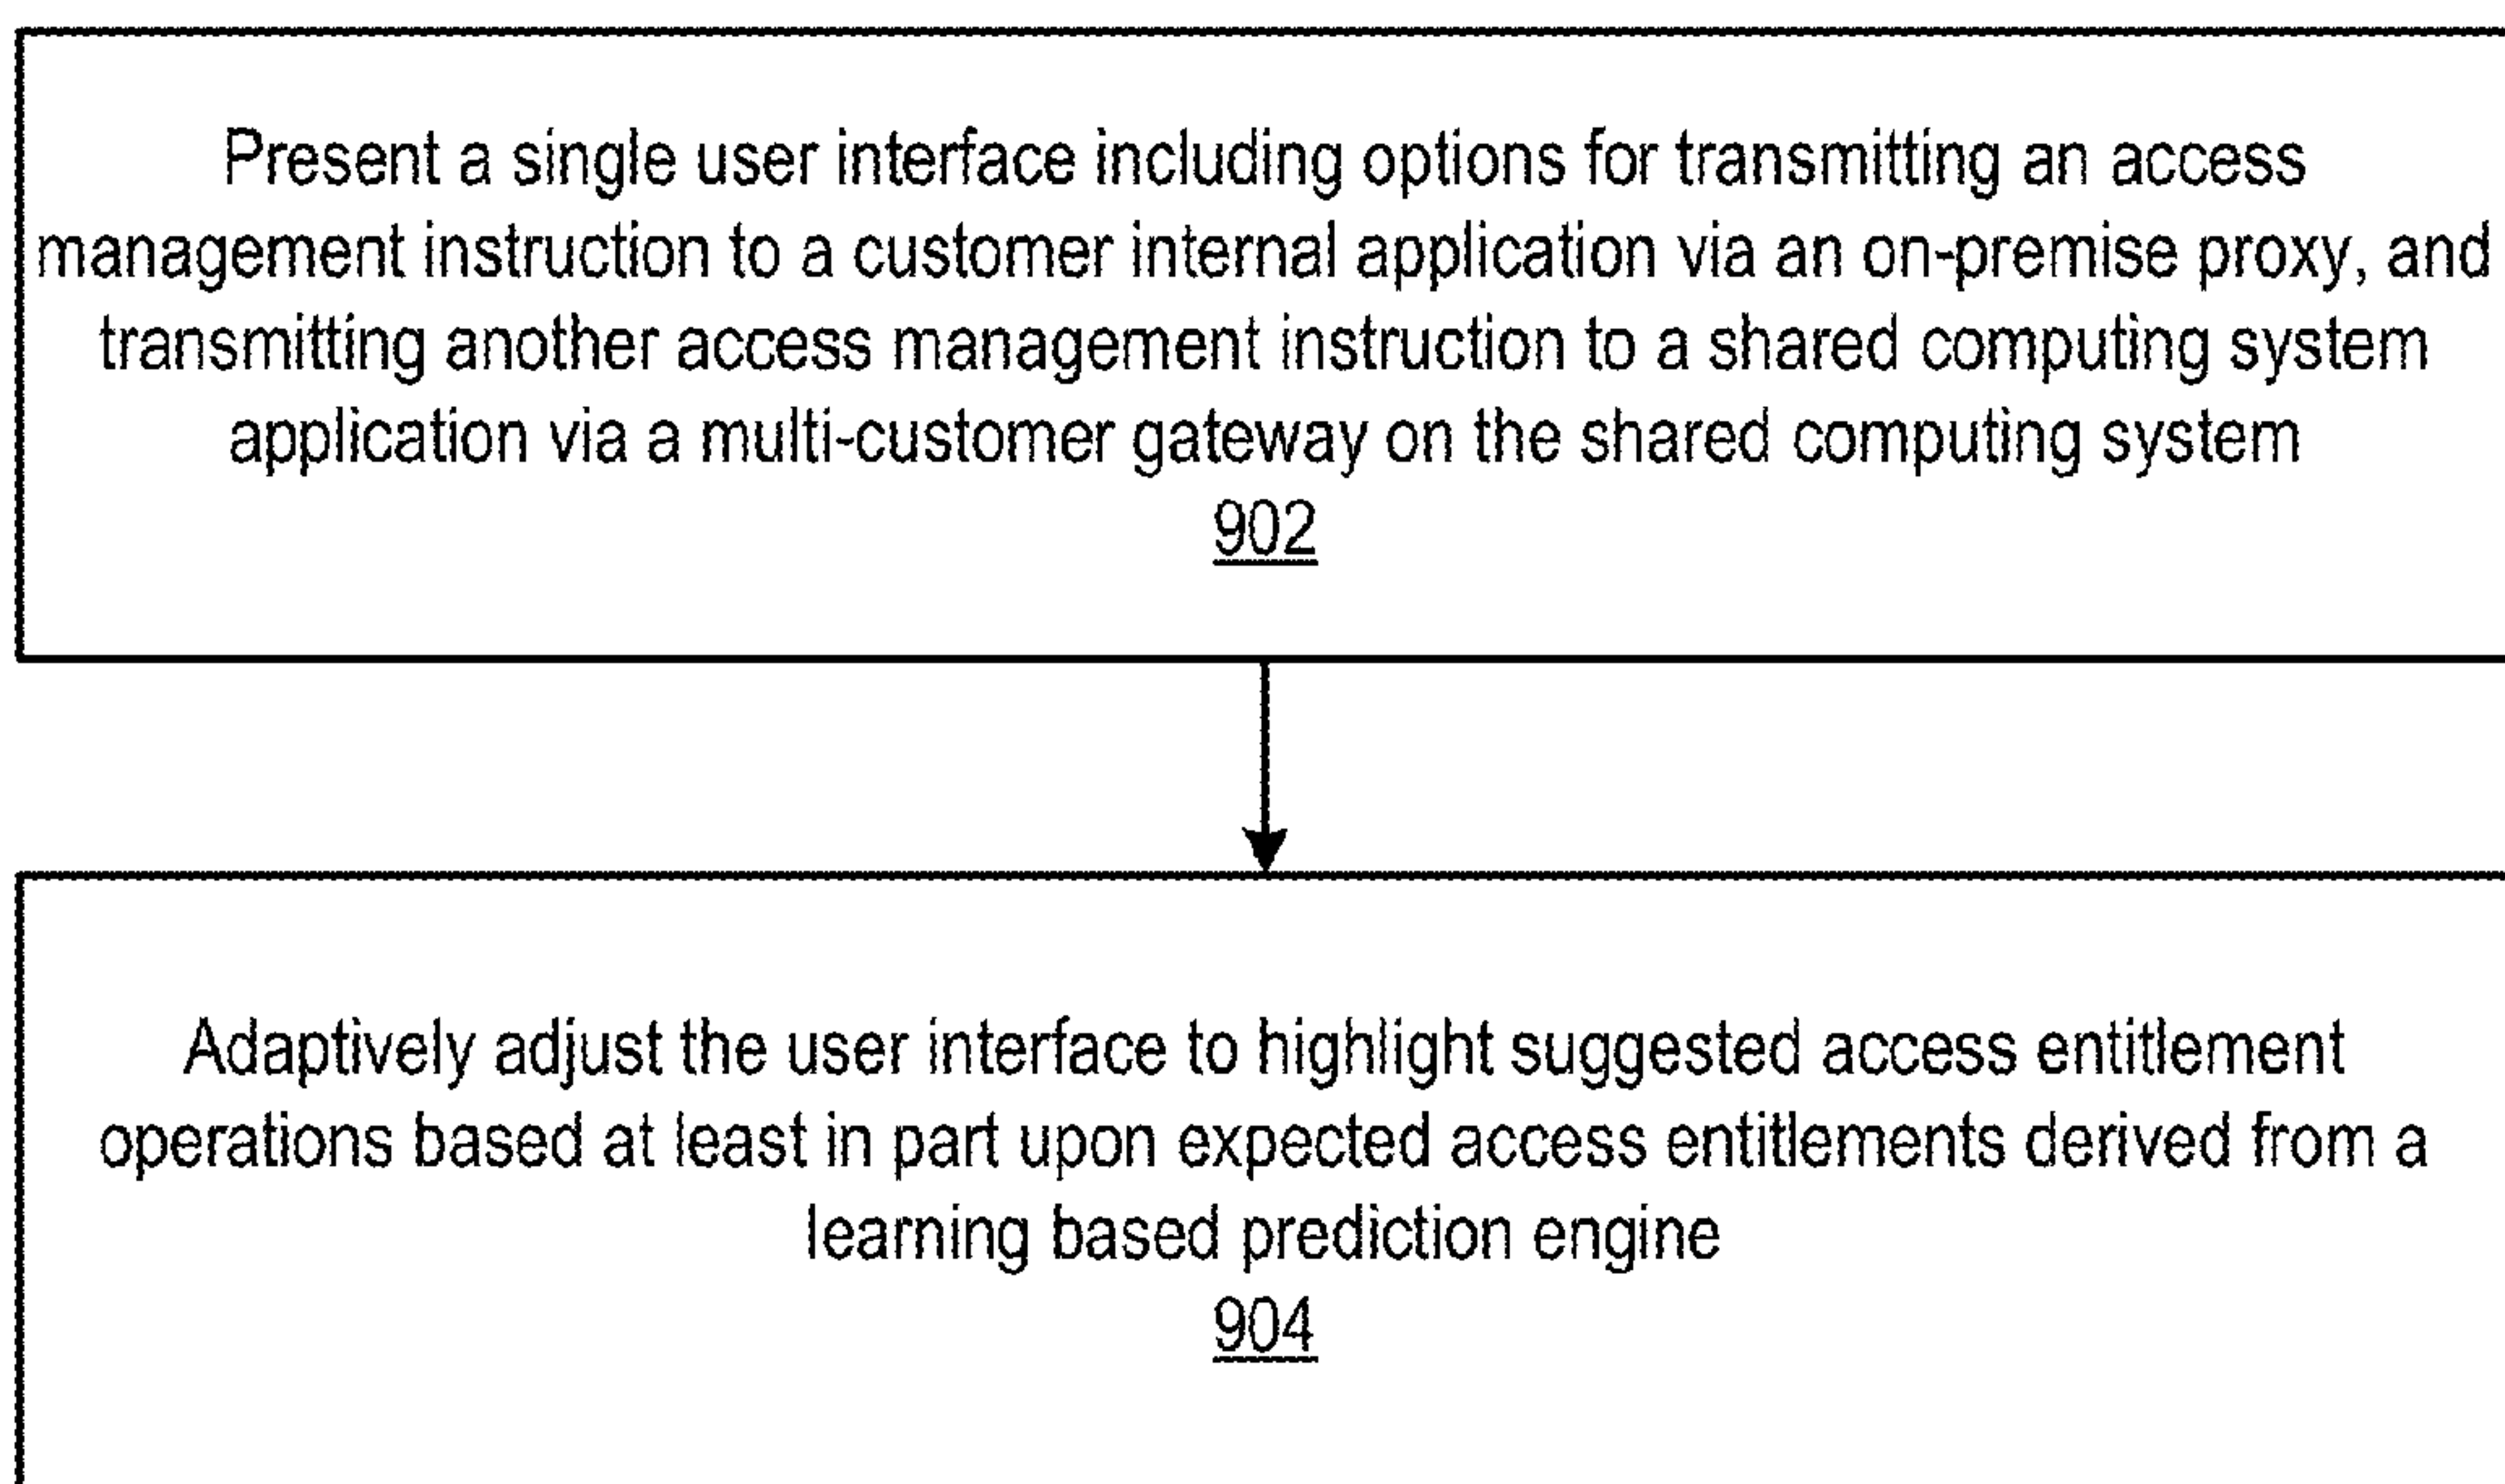 Present a single user interface including options for transmitting an access
management instruction to a customer internal application via an on-premise proxy, and
transmitting another access management instruction to a shared computing system
application via a multi-customer gateway on the shared computing system
902
Adaptively adjust the user interface to highlight suggested access entitlement
operations based at least in part upon expected access entitlements derived from a
learning based prediction engine
904